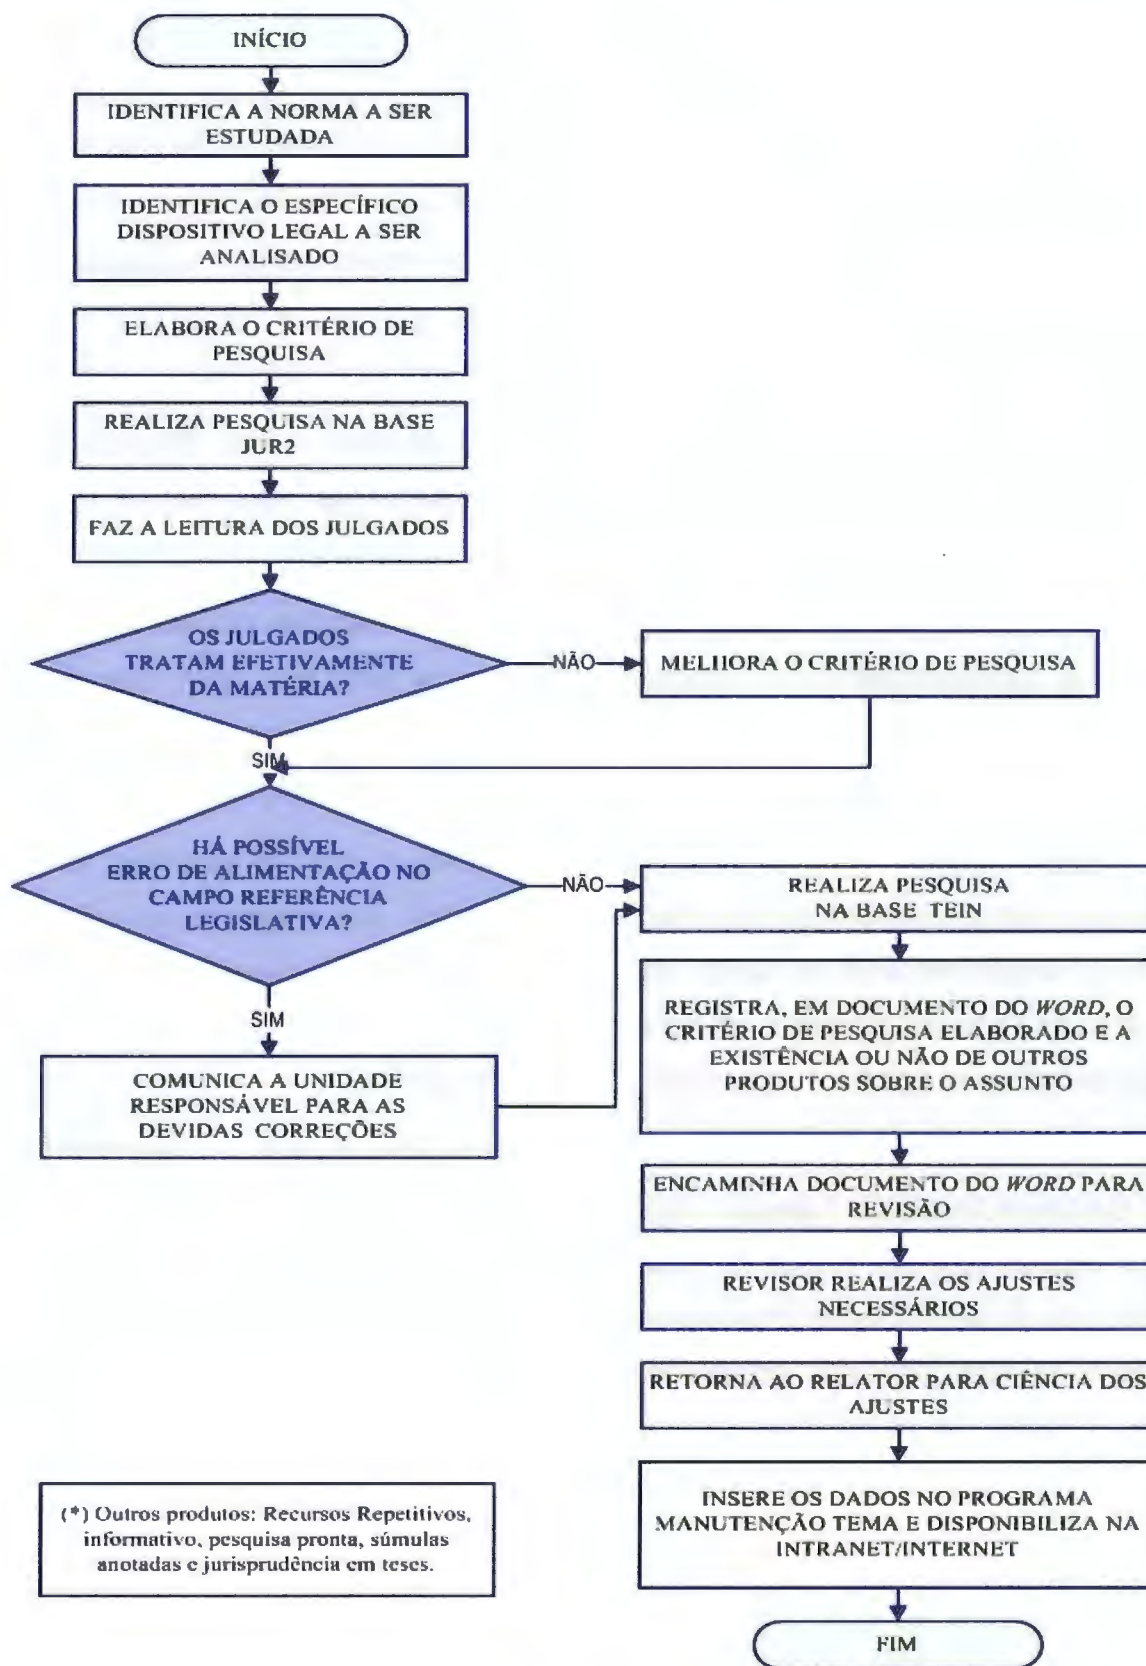 INÍCIO
IDENTIFICA A NORMA A SER
ESTUDADA
IDENTIFICA O ESPECÍFICO
DISPOSITIVO LEGAL A SER
ANALISADO
ELABORA O CRITÉRIO DE
PESQUISA
REALIZA PESQUISA NA BASE
JUR2
FAZ A LEITURA DOS JULGADOS
OS JULGADOS
TRATAM EFETIVAMENTE
DA MATÉRIA?
NÃO
MELHORA O CRITÉRIO DE PESQUISA
SIM
HÁ POSSÍVEL
ERRO DE ALIMENTAÇÃO NO
CAMPO REFERÊNCIA
LEGISLATIVA?
NÃO
REALIZA PESQUISA
NA BASE TEIN
SIM
COMUNICA A UNIDADE
RESPONSÁVEL PARA AS
DEVIDAS CORREÇÕES
REGISTRA, EM DOCUMENTO DO WORD, O
CRITÉRIO DE PESQUISA ELABORADO E A
EXISTÊNCIA OU NÃO DE OUTROS
PRODUTOS SOBRE O ASSUNTO
ENCAMINHA DOCUMENTO DO WORD PARA
REVISÃO
REVISOR REALIZA OS AJUSTES
NECESSÁRIOS
RETORNA AO RELATOR PARA CIÊNCIA DOS
AJUSTES
INSERE OS DADOS NO PROGRAMA
MANUTENÇÃO TEMA E DISPONIBILIZA NA
INTRANET/INTERNET
FIM
(*) Outros produtos: Recursos Repetitivos,
informativo, pesquisa pronta, súmulas
anotadas e jurisprudência em teses.